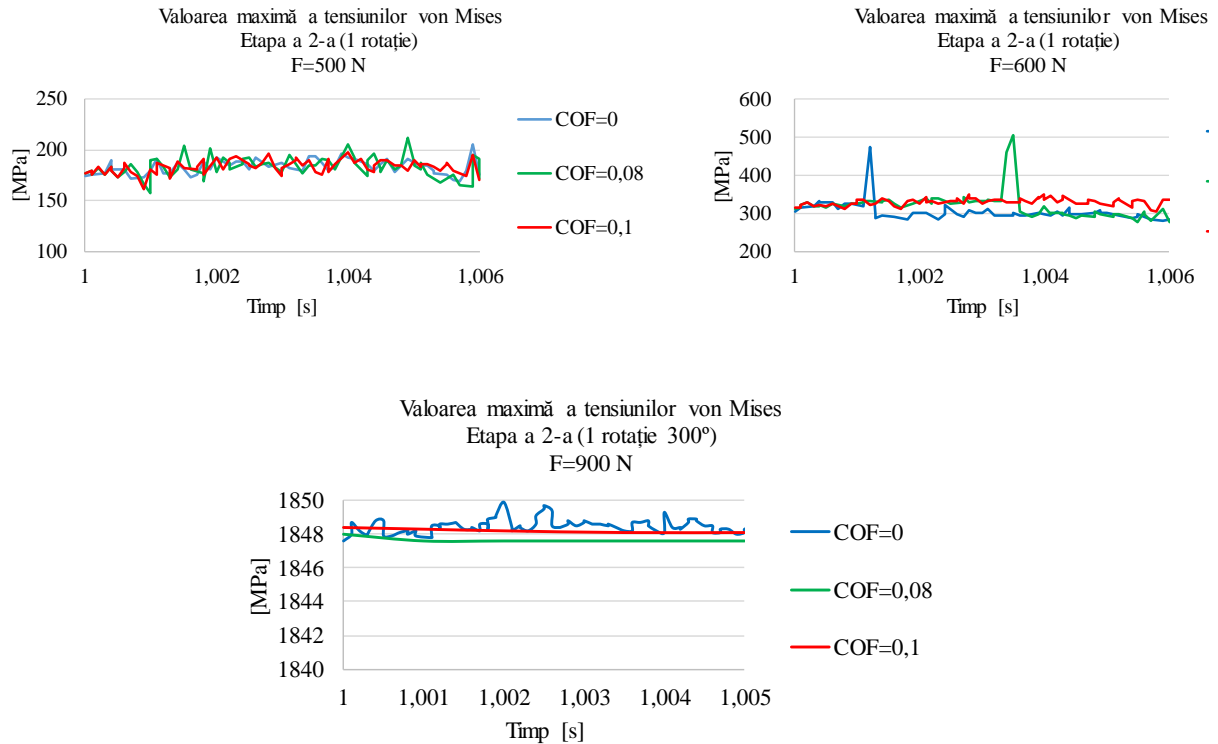 Valoarea maximă a tensiunilor von Mises
Etapa a 2-a (1 rotație)
F=500 N
250
200
150
100
[MPa]
1
1,002
1,004
1,006
Timp [s]
COF=0
COF=0,08
COF=0,1
Valoarea maximă a tensiunilor von Mises
Etapa a 2-a (1 rotație)
F=600 N
600
500
400
300
200
[MPa]
1
1,002
1,004
1,006
Timp [s]
Valoarea maximă a tensiunilor von Mises
Etapa a 2-a (1 rotație 300º)
F=900 N
1850
1848
1846
1844
1842
1840
[MPa]
1
1,001
1,002
1,003
1,004
1,005
Timp [s]
COF=0
COF=0,08
COF=0,1